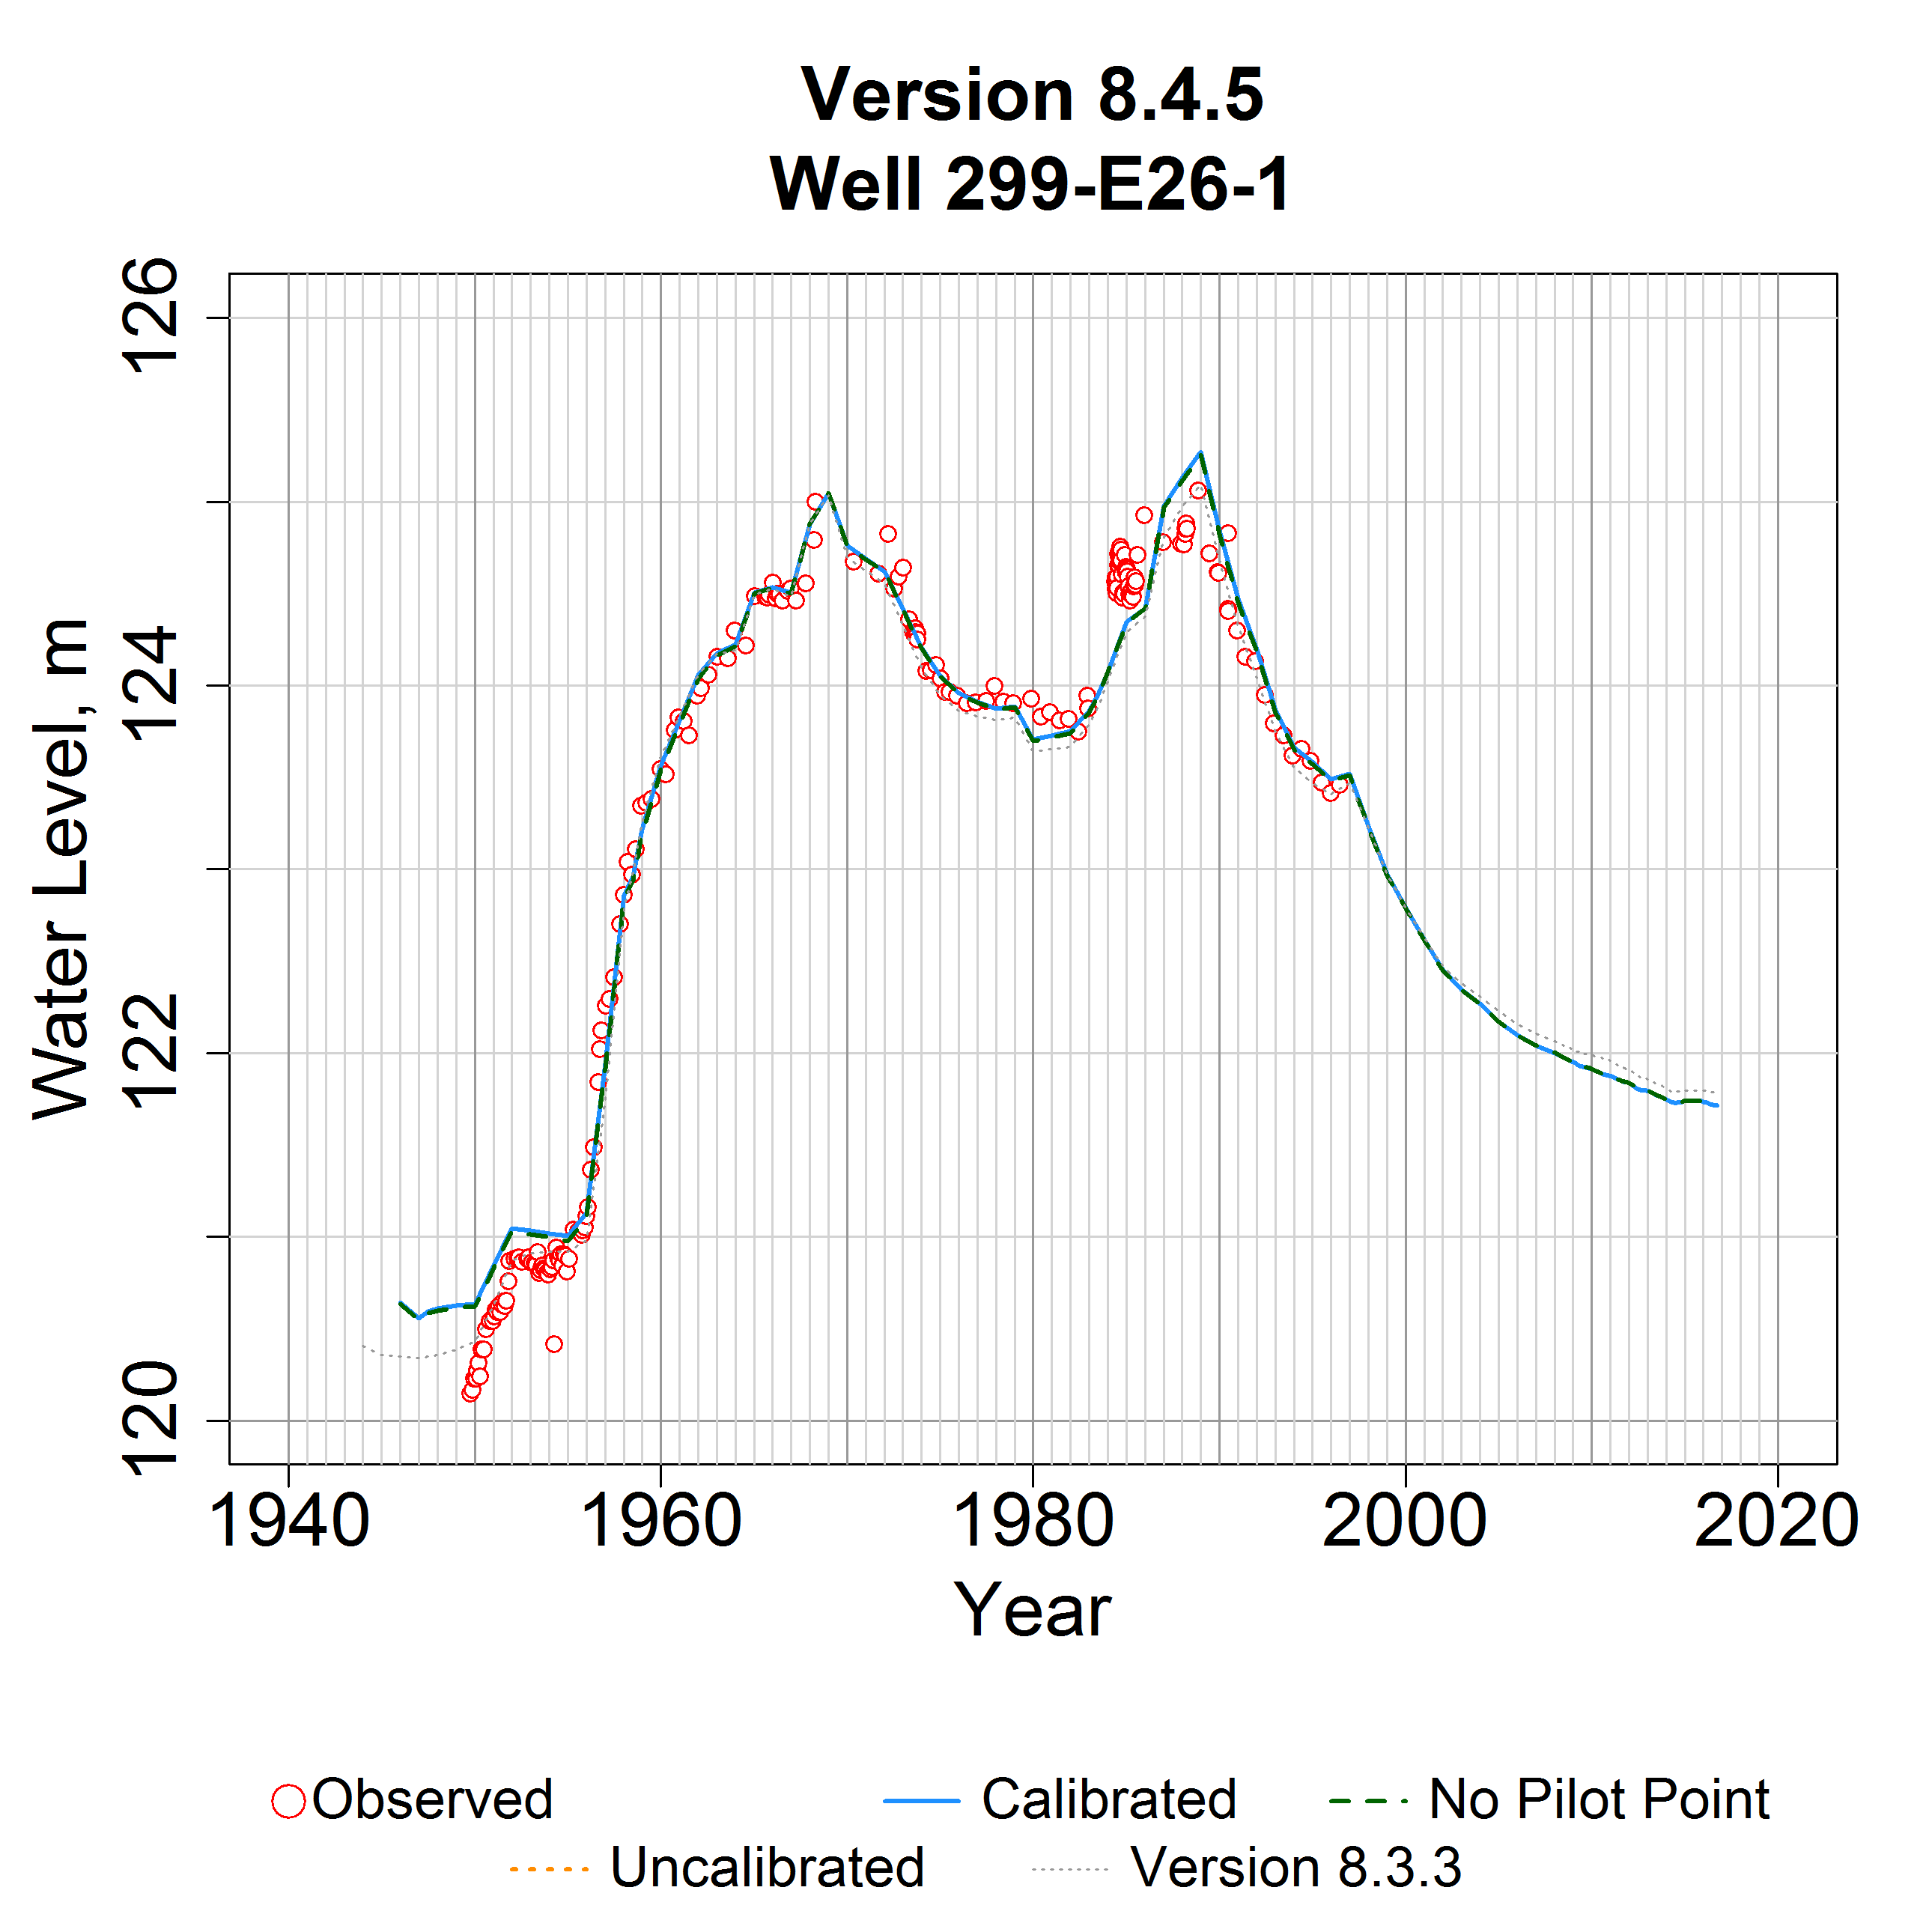 Version 8.4.5
Well 299-E26-1
126
124
122
120
Water Level, m
1940 1960 1980 2000 2020
Year
Observed Calibrated No Pilot Point
Uncalibrated Version 8.3.3